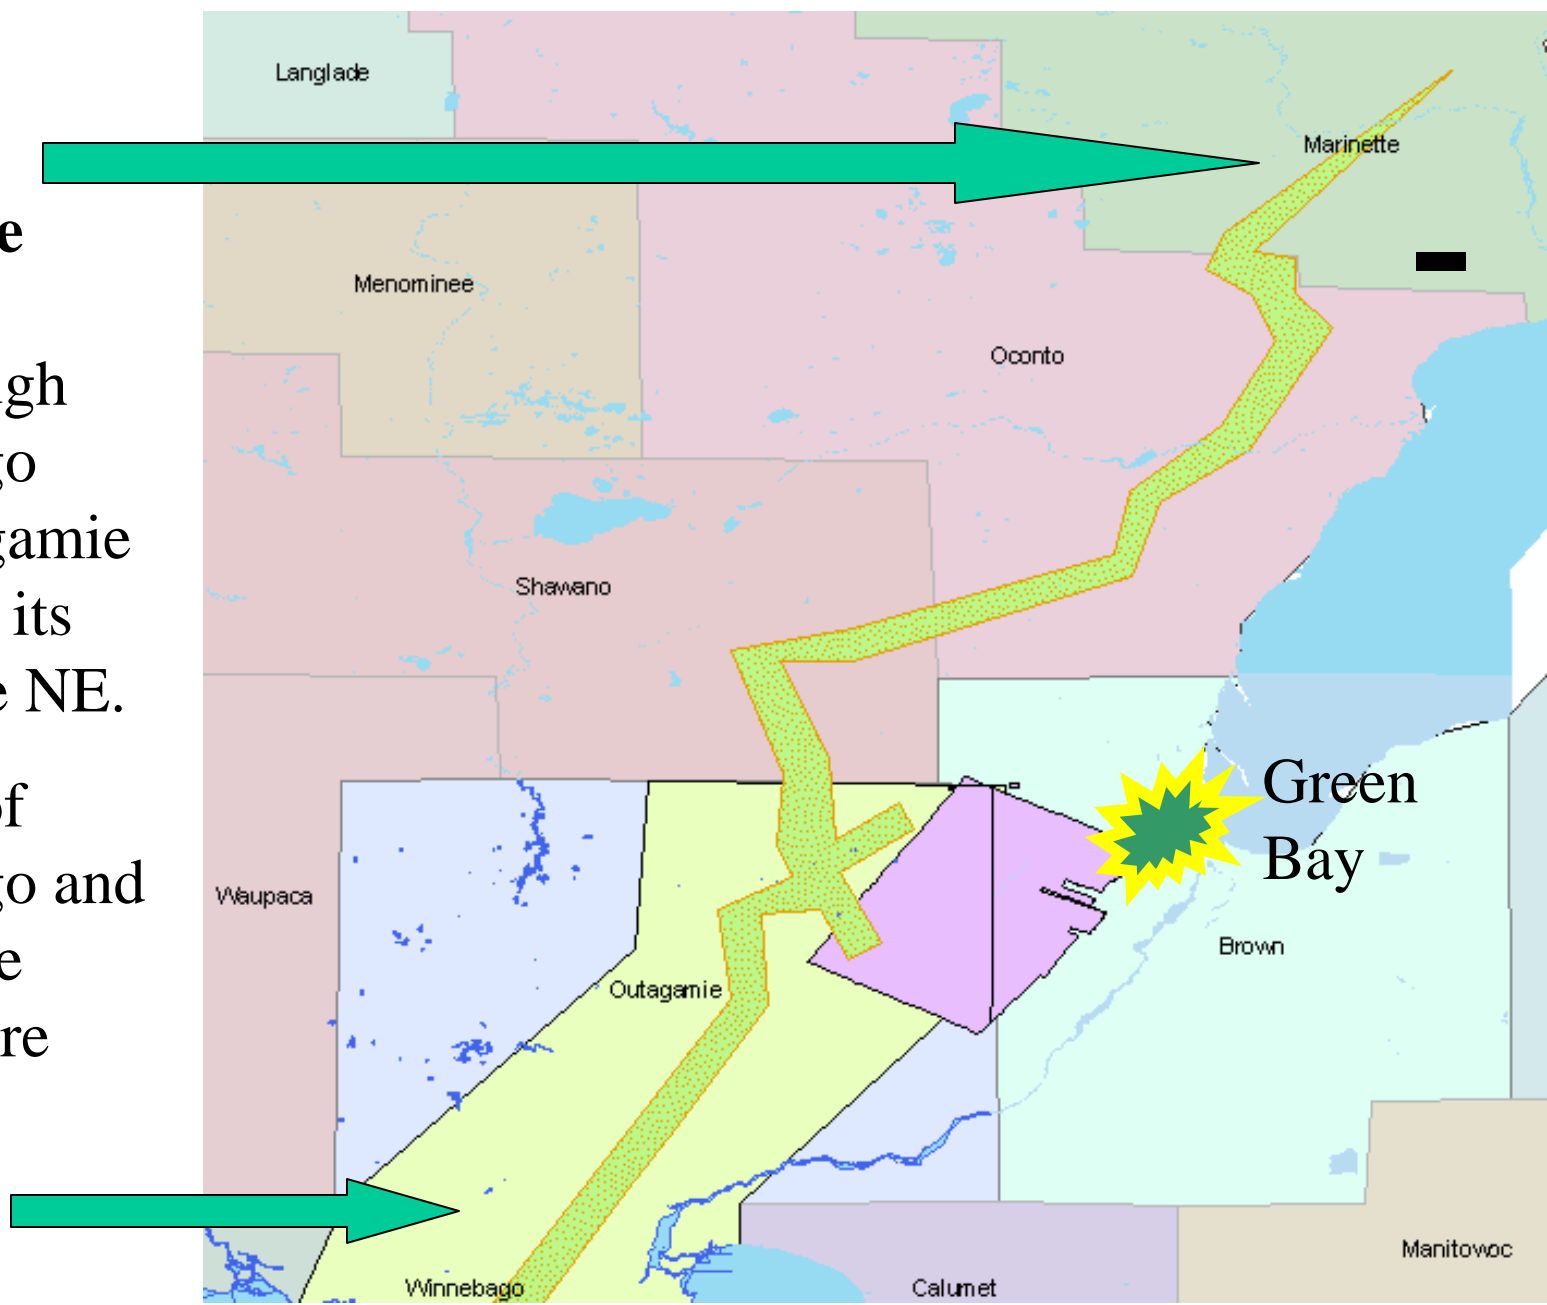 e
gh
go
gamie
its
e NE.
of
go and
e
re
Langlade
Marinette
Menominee
Oconto
Shawano
Green
Bay
Waupaca
Brown
Outagamie
Manitowoc
Winnebago
Calumet